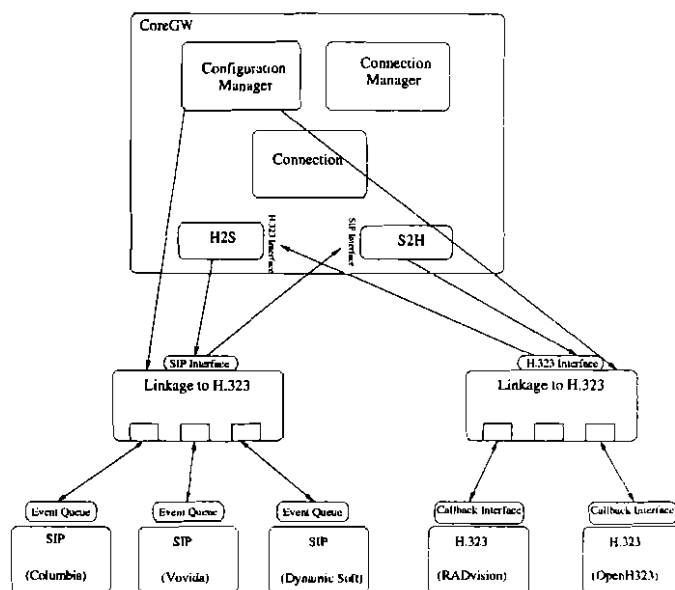 CoreGW
Configuration
Manager
Connection
Manager
Connection
H2S
H.323 Interface
SIP Interface
S2H
SIP Interface
H.323 Interface
Linkage to H.323
Linkage to H.323
Event Queue
Event Queue
Event Queue
Callback Interface
Callback Interface
SIP
(Columbia)
SIP
(Vovida)
SIP
(Dynamic Soft)
H.323
(RADvision)
H.323
(OpenH323)